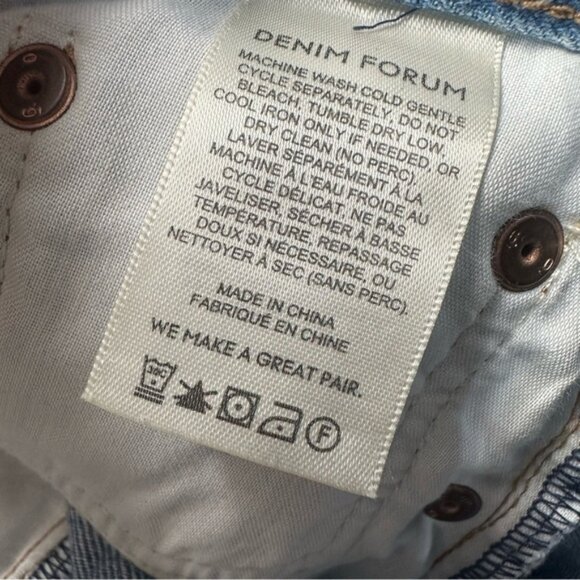 DENIM FORUM
MACHINE WASH COLD GENTLE
CYCLE SEPARATELY. DO NOT
BLEACH, TUMBLE DRY LOW,
COOL IRON ONLY IF NEEDED, OR
DRY CLEAN (NO PERC).
LAVER SEPARÉMENT À LA
MACHINE À L'EAU FROIDE AU
CYCLE DÉLICAT. NE PAS
JAVELISER, SÉCHER À BASSE
TEMPÉRATURE, REPASSAGE
DOUX SI NÉCESSAIRE, OU
NETTOYER À SEC (SANS PERC).
MADE IN CHINA
FABRIQUÉ EN CHINE
WE MAKE A GREAT PAIR.
30C
F